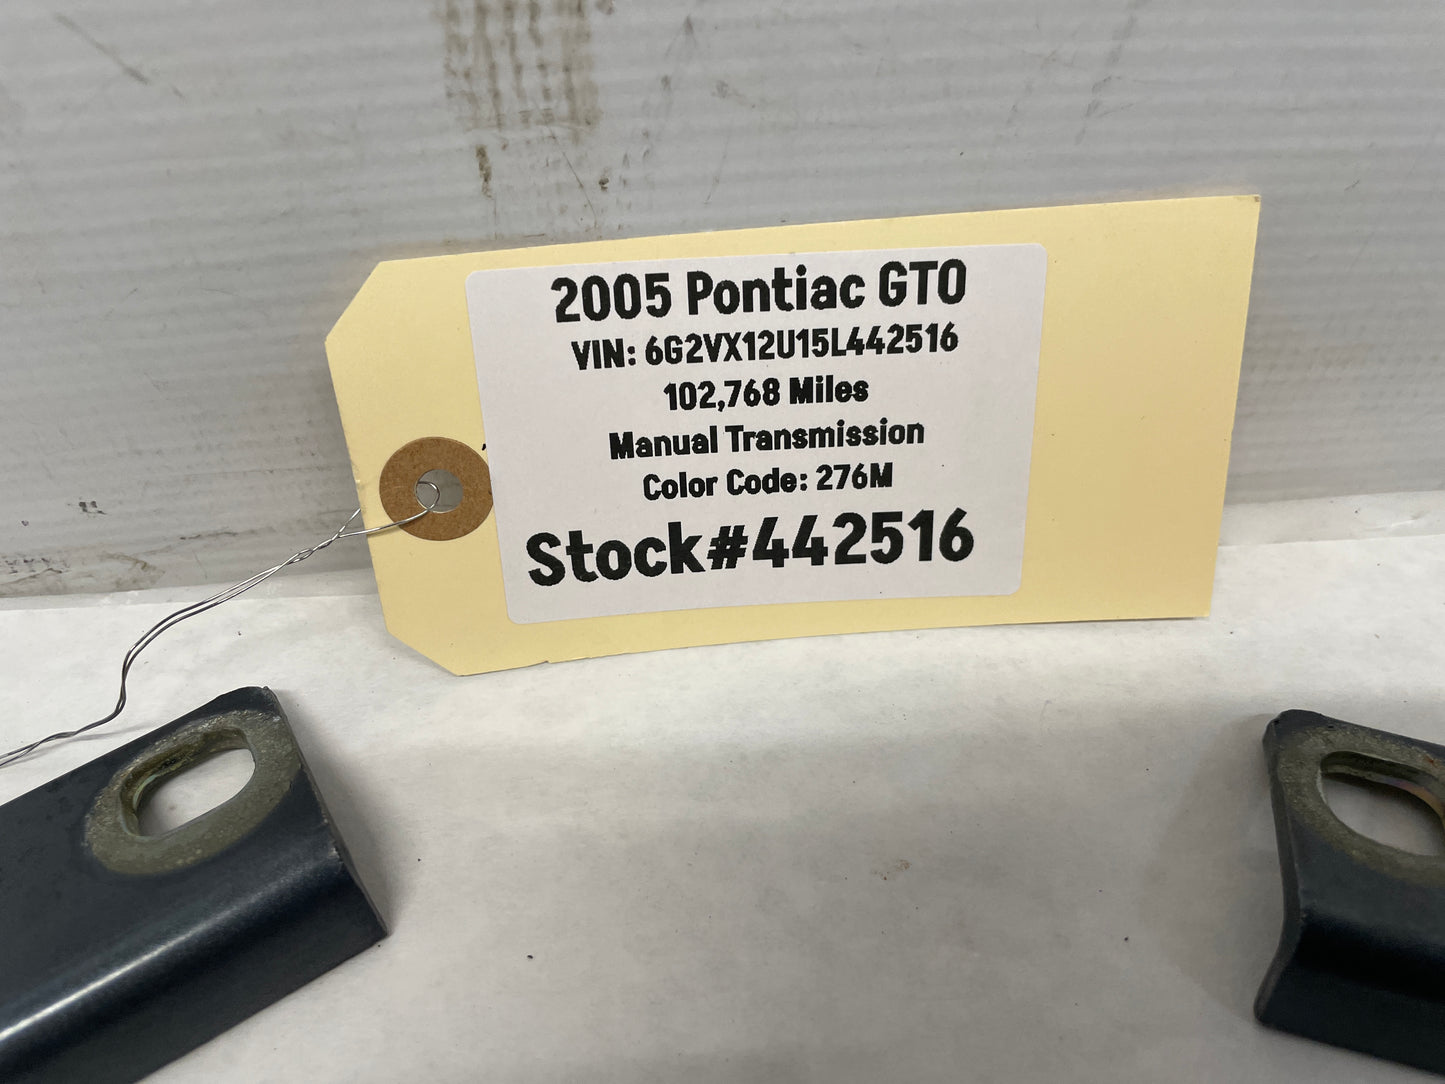 2005 Pontiac GTO
VIN: 6G2VX12U15L442516
102,768 Miles
Manual Transmission
Color Code: 276M
Stock#442516